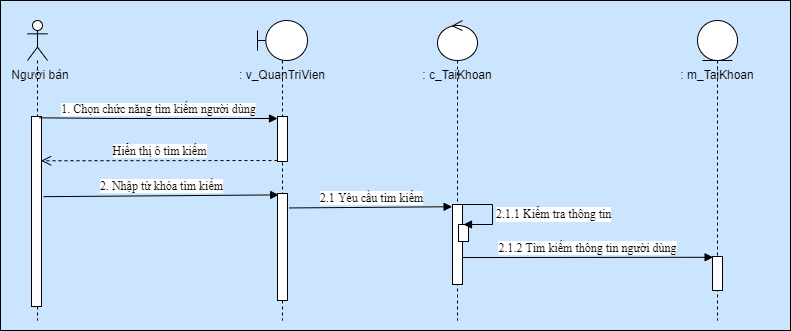 Người bán
: v_QuanTriVien
: c_TaiKhoan
: m_TaiKhoan
1. Chọn chức năng tìm kiếm người dùng
Hiển thị ô tìm kiếm
2. Nhập từ khóa tìm kiếm
2.1 Yêu cầu tìm kiếm
2.1.1 Kiểm tra thông tin
2.1.2 Tìm kiếm thông tin người dùng